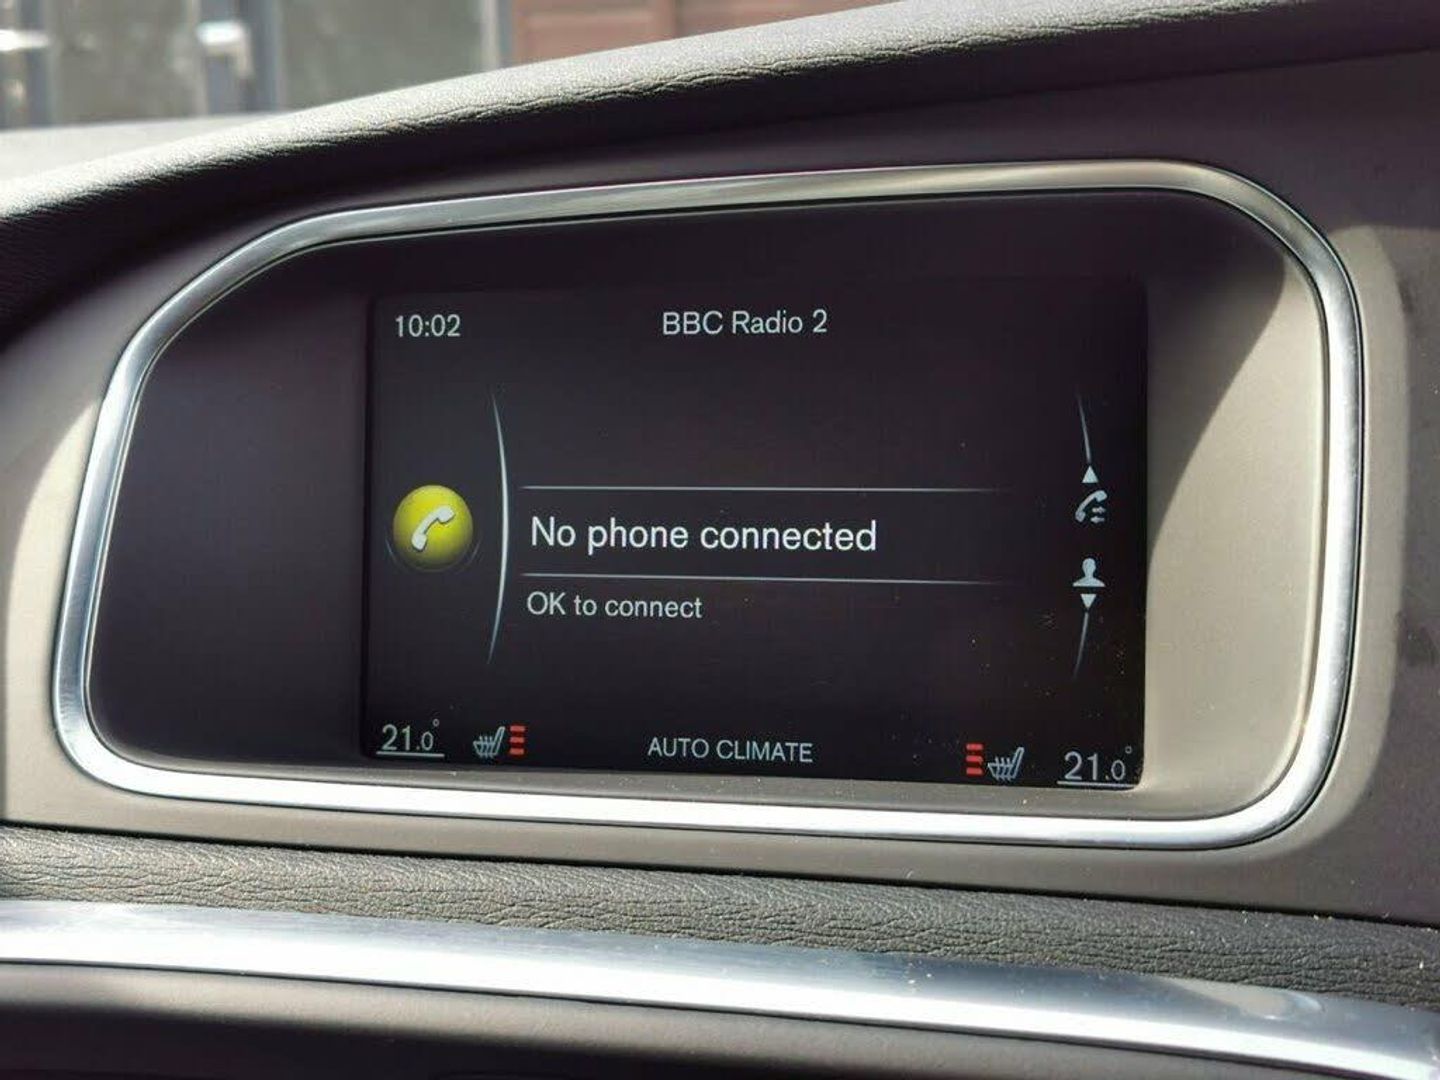 10:02
BBC Radio 2
No phone connected
OK to connect
21.0°
AUTO CLIMATE
21.0°